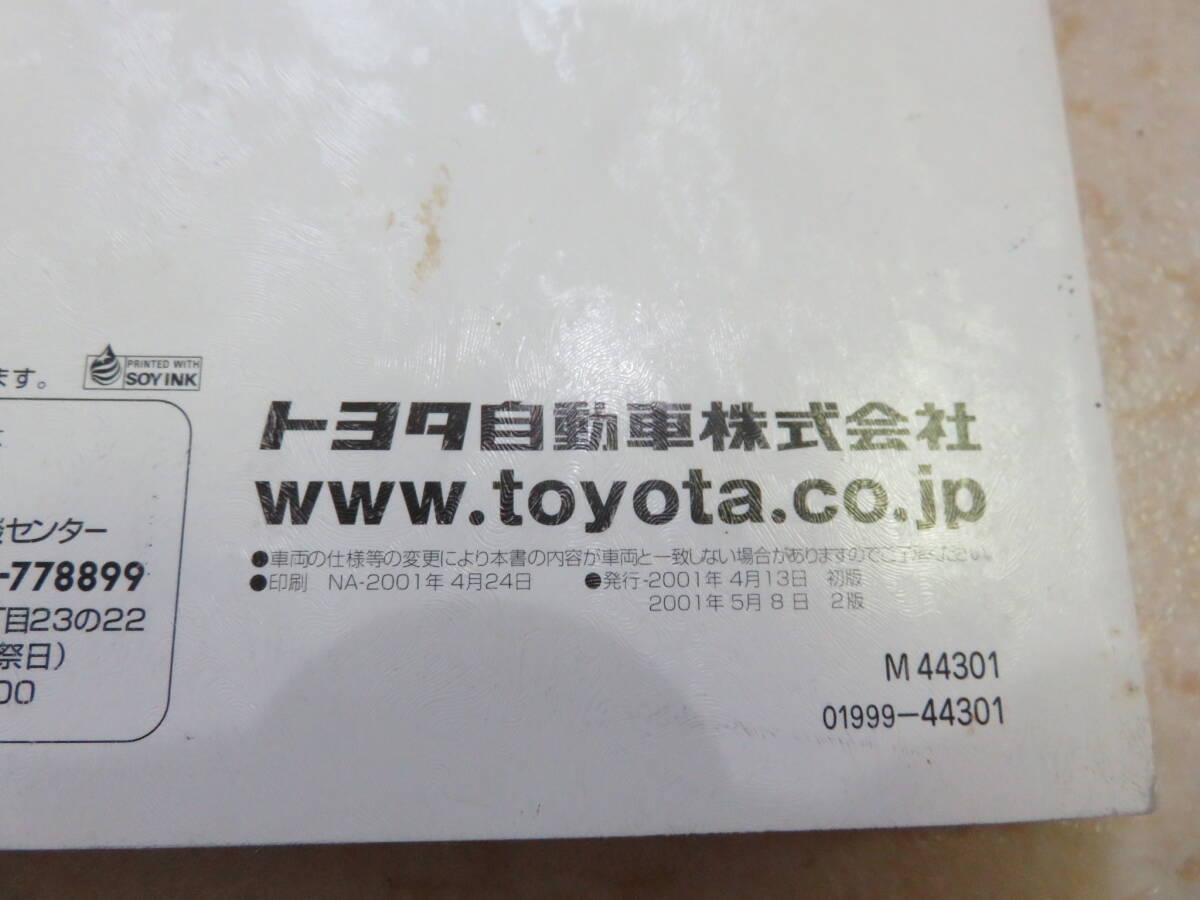 ます。
PRINTED WITH
SOY INK
センター
-778899
目23の22
祭日)
00
トヨタ自動車株式会社
www.toyota.co.jp
●車両の仕様等の変更により本書の内容が車両と一致しない場合がありますのでご了承ください。
●印刷 NA-2001年 4月24日 ●発行-2001年 4月13日 初版
2001年 5月 8日 2版
M 44301
01999-44301